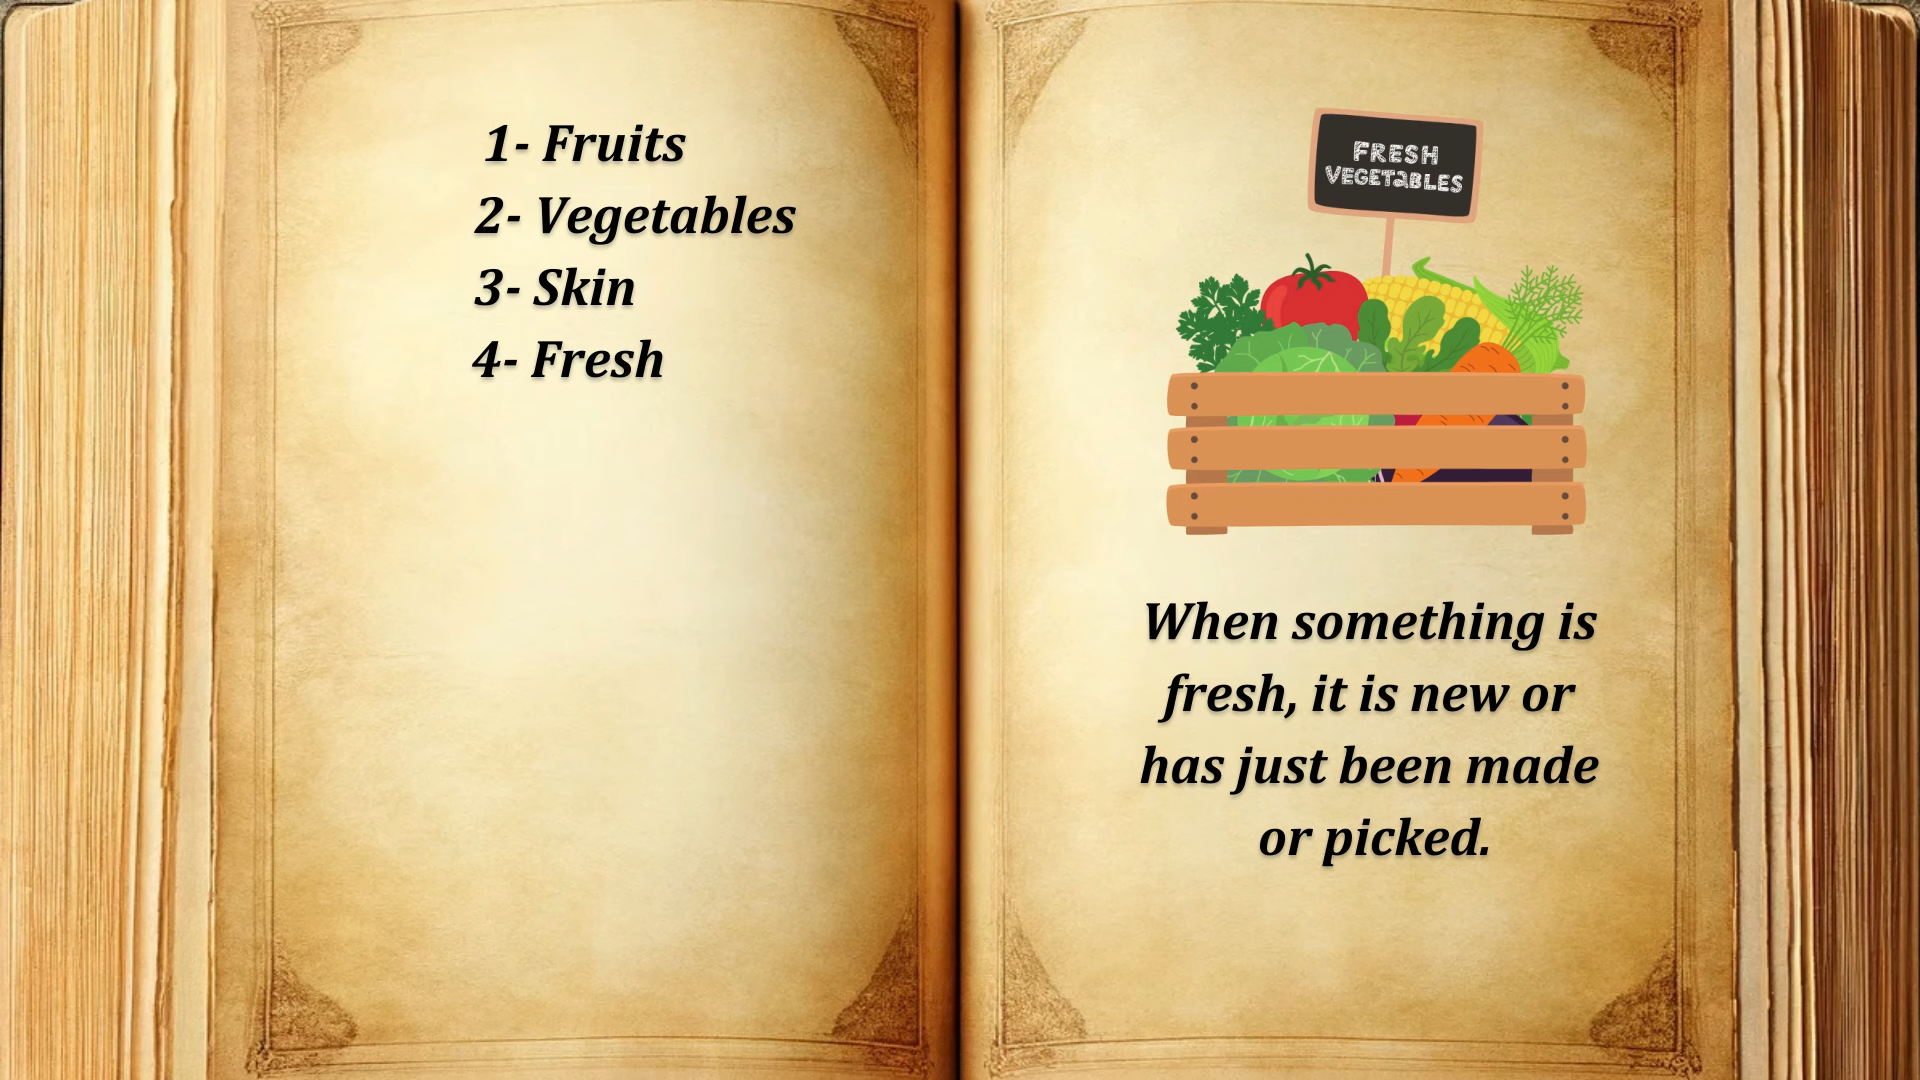 1- Fruits
2- Vegetables
3- Skin
4- Fresh
FRESH
VEGETaBLES
When something is
fresh, it is new or
has just been made
or picked.